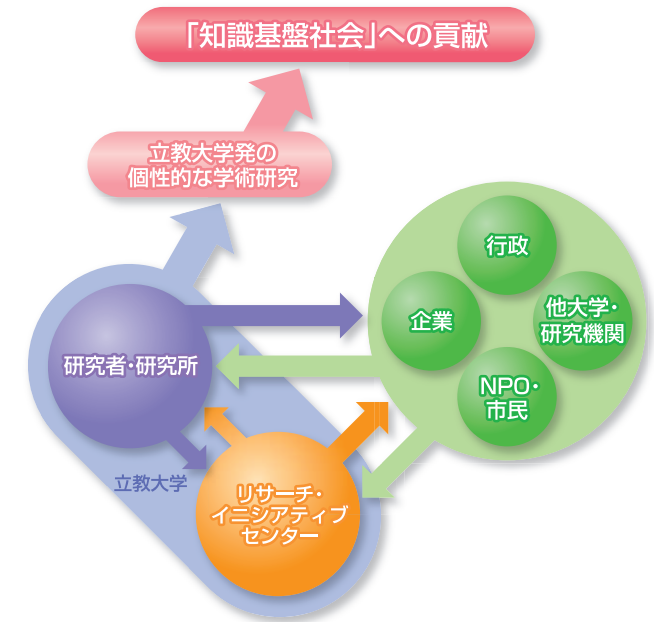 「知識基盤社会」への貢献
立教大学発の
個性的な学術研究
行政
企業
他大学・
研究機関
NPO・
市民
研究者・研究所
立教大学
リサーチ・
イニシアティブ
センター